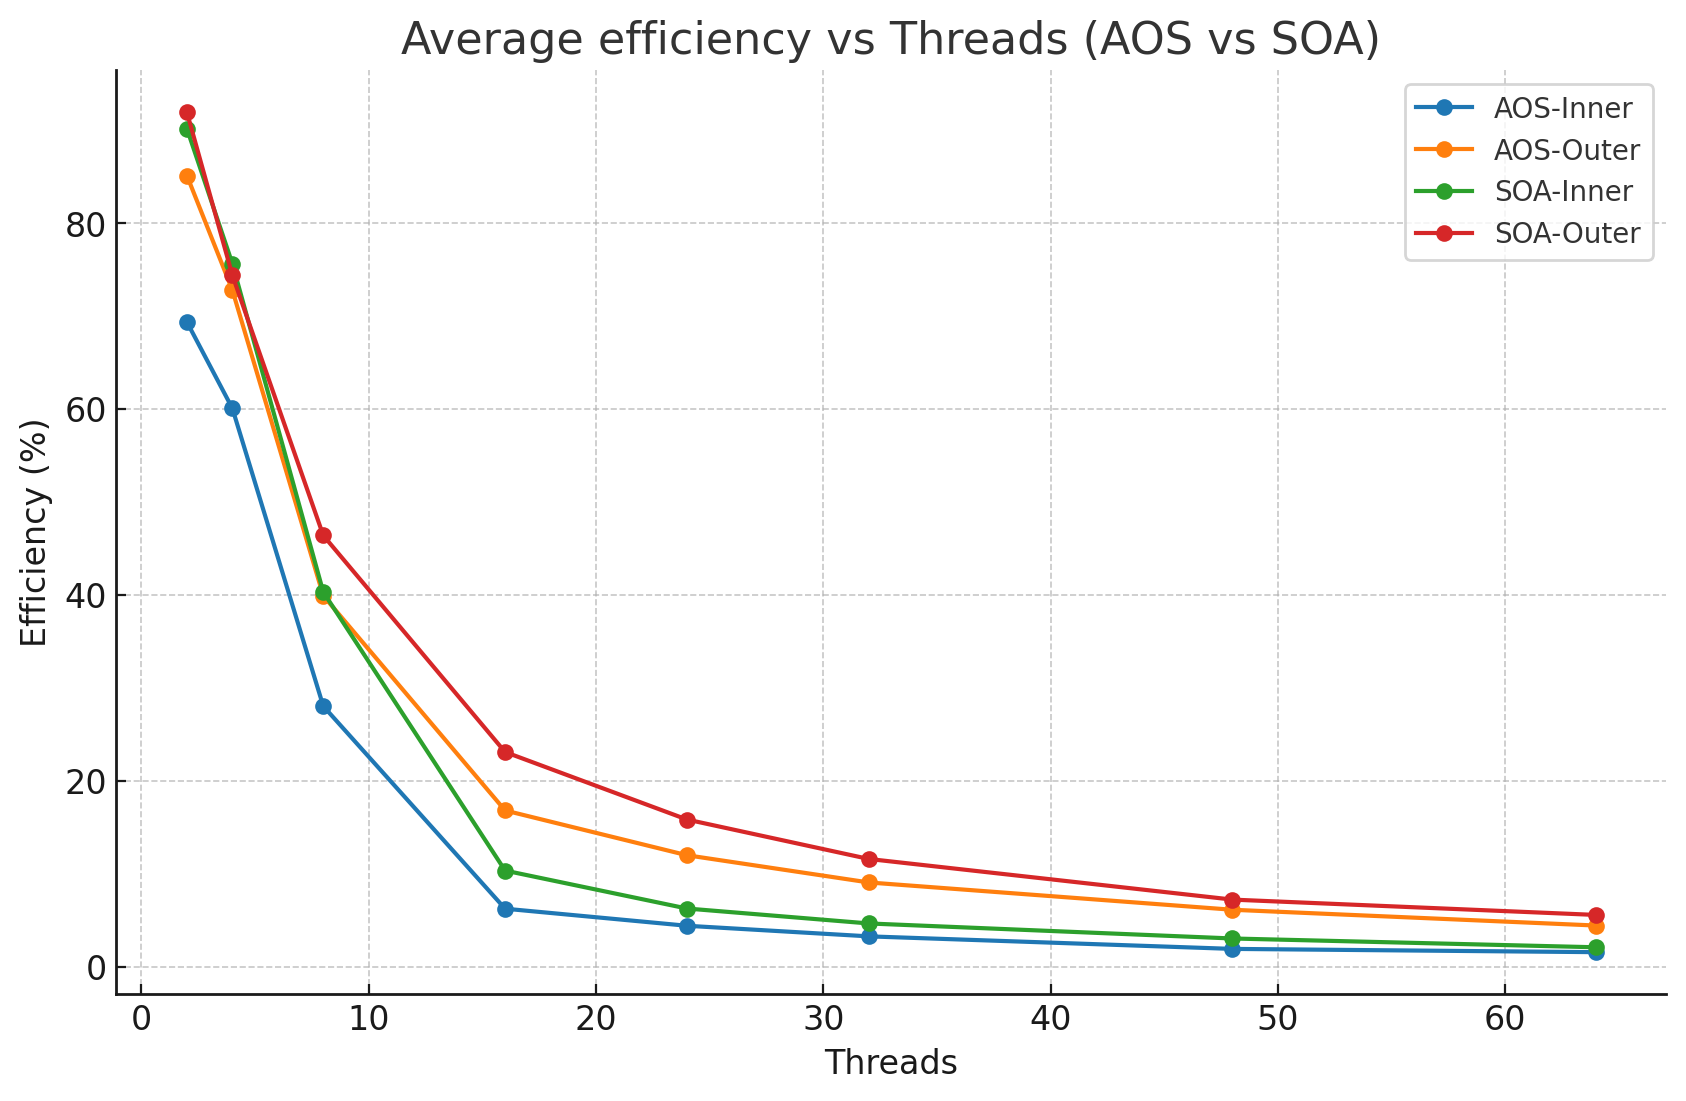 Average efficiency vs Threads (AOS vs SOA)
AOS-Inner
AOS-Outer
SOA-Inner
SOA-Outer
Efficiency (%)
80
60
40
20
0
0 10 20 30 40 50 60
Threads